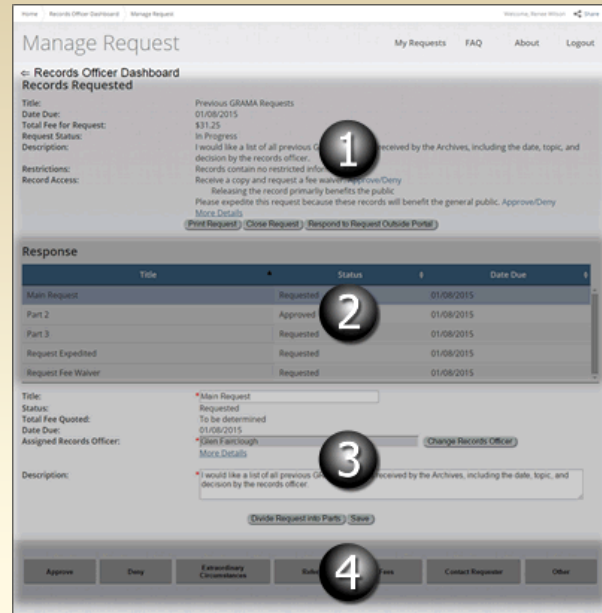 Home Records Officer Dashboard Manage Request
Welcome, Renee Wilson Share
Manage Request
My Requests FAQ About Logout
⇐ Records Officer Dashboard
Records Requested
Title: Previous GRAMA Requests
Date Due: 01/08/2015
Total Fee for Request: $31.25
Request Status: In Progress
Description: I would like a list of all previous received by the Archives, including the date, topic, and
decision by the records officer.
Restrictions: Records contain no restricted
Record Access: Receive a copy and request a fee Approve/Deny
Releasing the record primarily benefits the public
Please expedite this request because these records will benefit the general public. Approve/Deny
More Details
Print Request Close Request Respond to Request Outside Portal
1
Response
Title Status Date Due
Main Request Requested 01/08/2015
Part 2 Approved 01/08/2015
Part 3 Requested 01/08/2015
Request Expedited Requested 01/08/2015
Request Fee Waiver Requested 01/08/2015
2
Title: *Main Request
Status: Requested
Total Fee Quoted: To be determined
Date Due: 01/08/2015
Assigned Records Officer: *Glen Fairclough Change Records Officer
More Details
Description: *I would like a list of all previous received by the Archives, including the date, topic, and
decision by the records officer.
3
Divide Request into Parts Save
Approve Deny Extraordinary Circumstances Fees Contact Requester Other
4